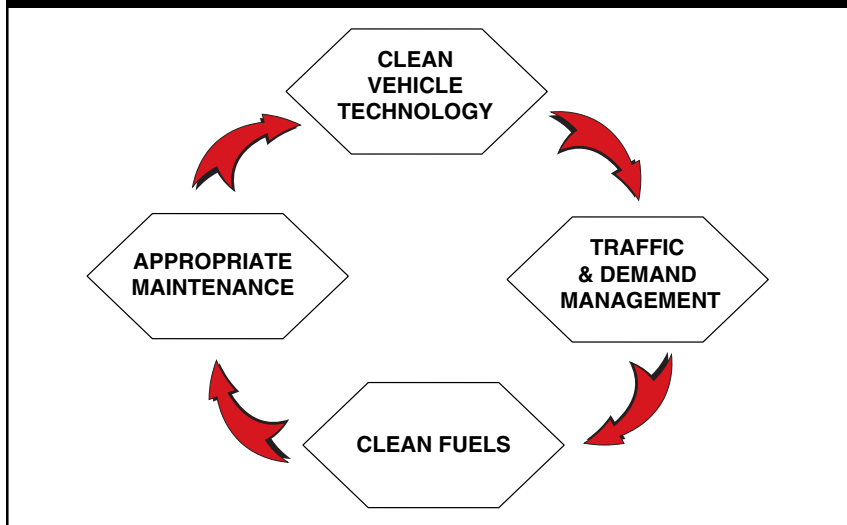 CLEAN
VEHICLE
TECHNOLOGY
TRAFFIC
& DEMAND
MANAGEMENT
CLEAN FUELS
APPROPRIATE
MAINTENANCE